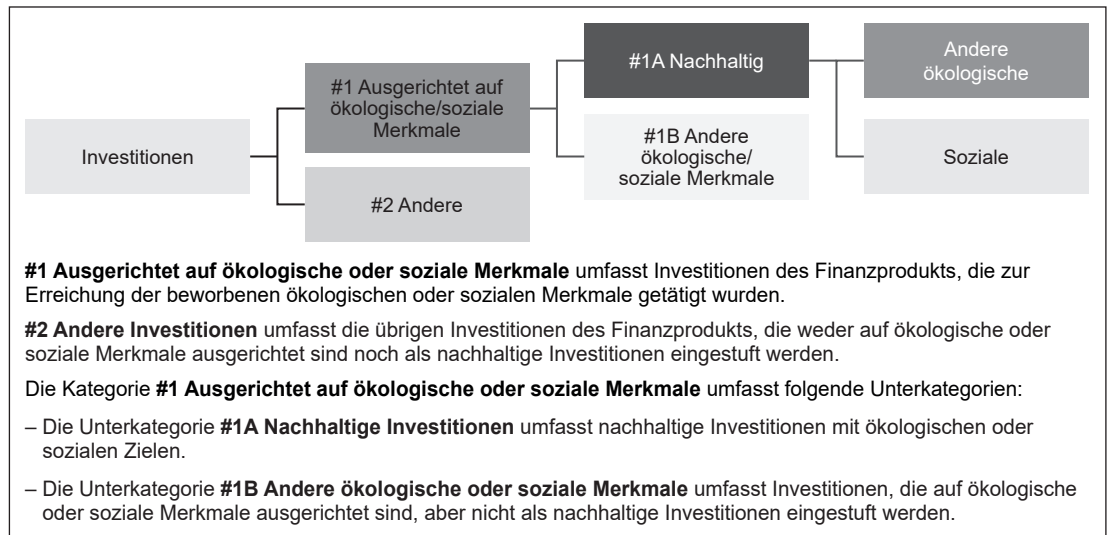 Investitionen
#1 Ausgerichtet auf
ökologische/soziale
Merkmale
#2 Andere
#1A Nachhaltig
#1B Andere
ökologische/
soziale Merkmale
Andere
ökologische
Soziale
#1 Ausgerichtet auf ökologische oder soziale Merkmale umfasst Investitionen des Finanzprodukts, die zur
Erreichung der beworbenen ökologischen oder sozialen Merkmale getätigt wurden.
#2 Andere Investitionen umfasst die übrigen Investitionen des Finanzprodukts, die weder auf ökologische oder
soziale Merkmale ausgerichtet sind noch als nachhaltige Investitionen eingestuft werden.
Die Kategorie #1 Ausgerichtet auf ökologische oder soziale Merkmale umfasst folgende Unterkategorien:
– Die Unterkategorie #1A Nachhaltige Investitionen umfasst nachhaltige Investitionen mit ökologischen oder
sozialen Zielen.
– Die Unterkategorie #1B Andere ökologische oder soziale Merkmale umfasst Investitionen, die auf ökologische
oder soziale Merkmale ausgerichtet sind, aber nicht als nachhaltige Investitionen eingestuft werden.